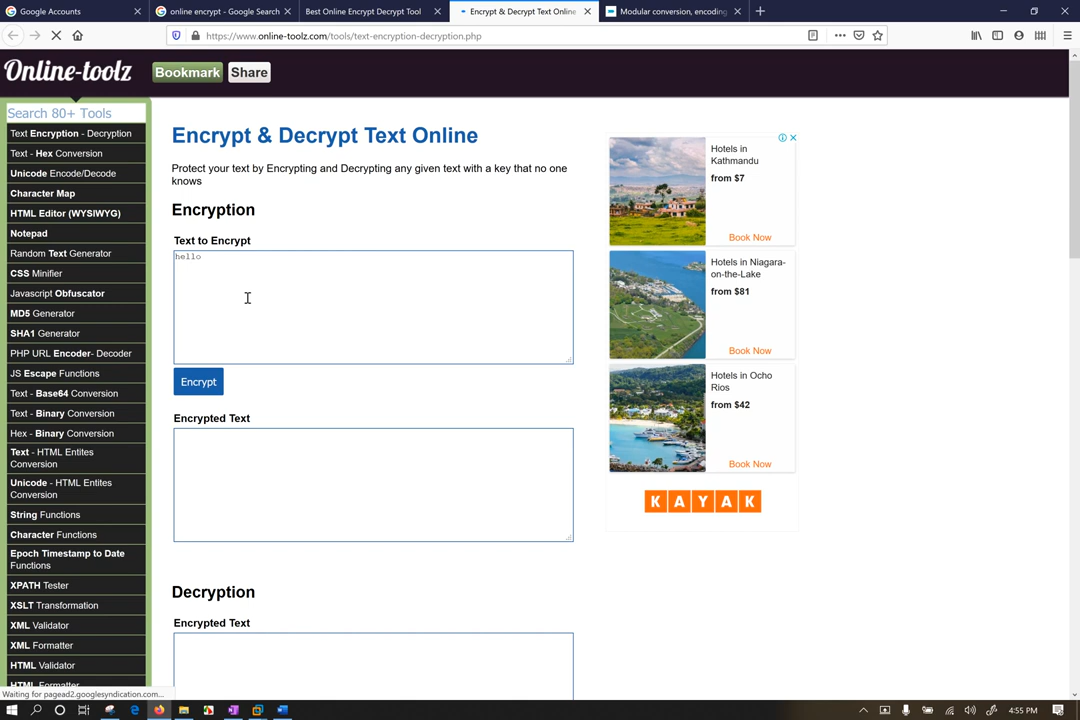 Google Accounts
online encrypt - Google Search
Best Online Encrypt Decrypt Tool
Encrypt & Decrypt Text Online
Modular conversion, encoding
https://www.online-toolz.com/tools/text-encryption-decryption.php
Online-toolz
Bookmark
Share
Search 80+ Tools
Text Encryption - Decryption
Text - Hex Conversion
Unicode Encode/Decode
Character Map
HTML Editor (WYSIWYG)
Notepad
Random Text Generator
CSS Minifier
Javascript Obfuscator
MD5 Generator
SHA1 Generator
PHP URL Encoder- Decoder
JS Escape Functions
Text - Base64 Conversion
Text - Binary Conversion
Hex - Binary Conversion
Text - HTML Entites
Conversion
Unicode - HTML Entites
Conversion
String Functions
Character Functions
Epoch Timestamp to Date
Functions
XPATH Tester
XSLT Transformation
XML Validator
XML Formatter
HTML Validator
HTML Formatter
Encrypt & Decrypt Text Online
Protect your text by Encrypting and Decrypting any given text with a key that no one
knows
Encryption
Text to Encrypt
hello
Encrypt
Encrypted Text
Decryption
Encrypted Text
Hotels in
Kathmandu
from $7
Book Now
Hotels in Niagara-
on-the-Lake
from $81
Book Now
Hotels in Ocho
Rios
from $42
Book Now
KAYAK
Waiting for pagead2.googlesyndication.com...
4:55 PM